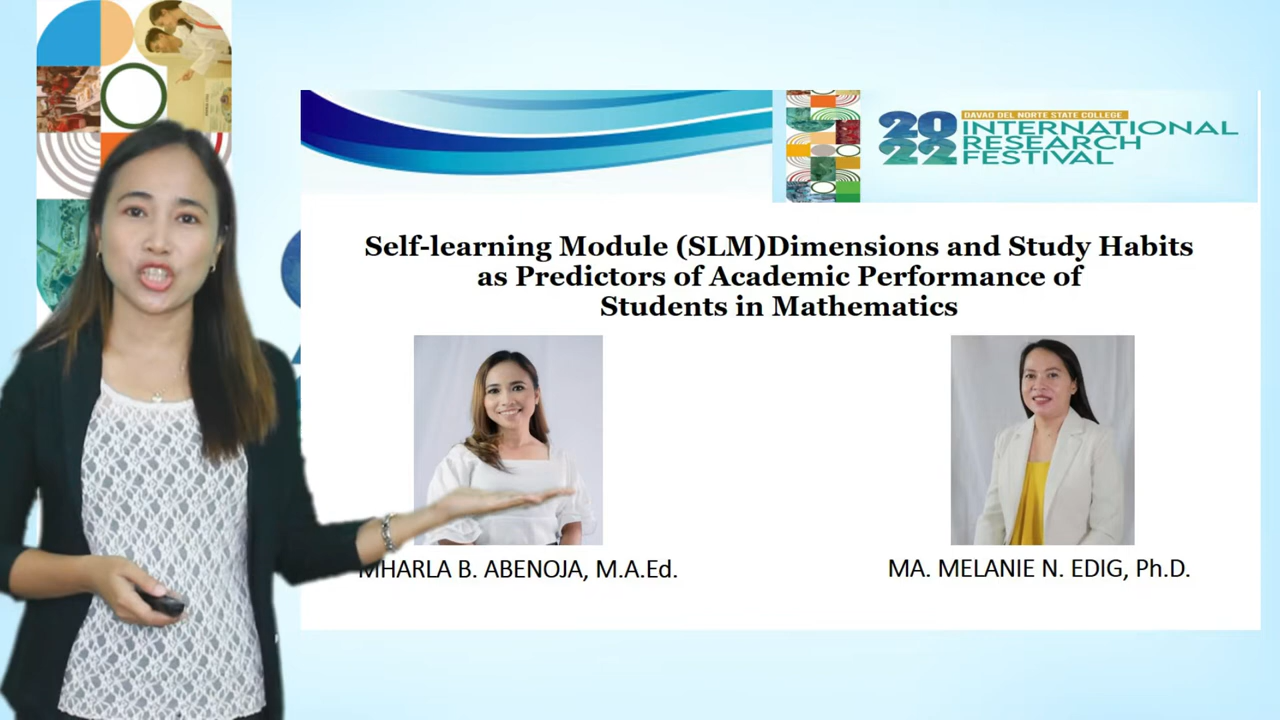 DAVAO DEL NORTE STATE COLLEGE
2022
INTERNATIONAL
RESEARCH
FESTIVAL
Self-learning Module (SLM)Dimensions and Study Habits
as Predictors of Academic Performance of
Students in Mathematics
MHARLA B. ABENOJA, M.A.Ed.
MA. MELANIE N. EDIG, Ph.D.